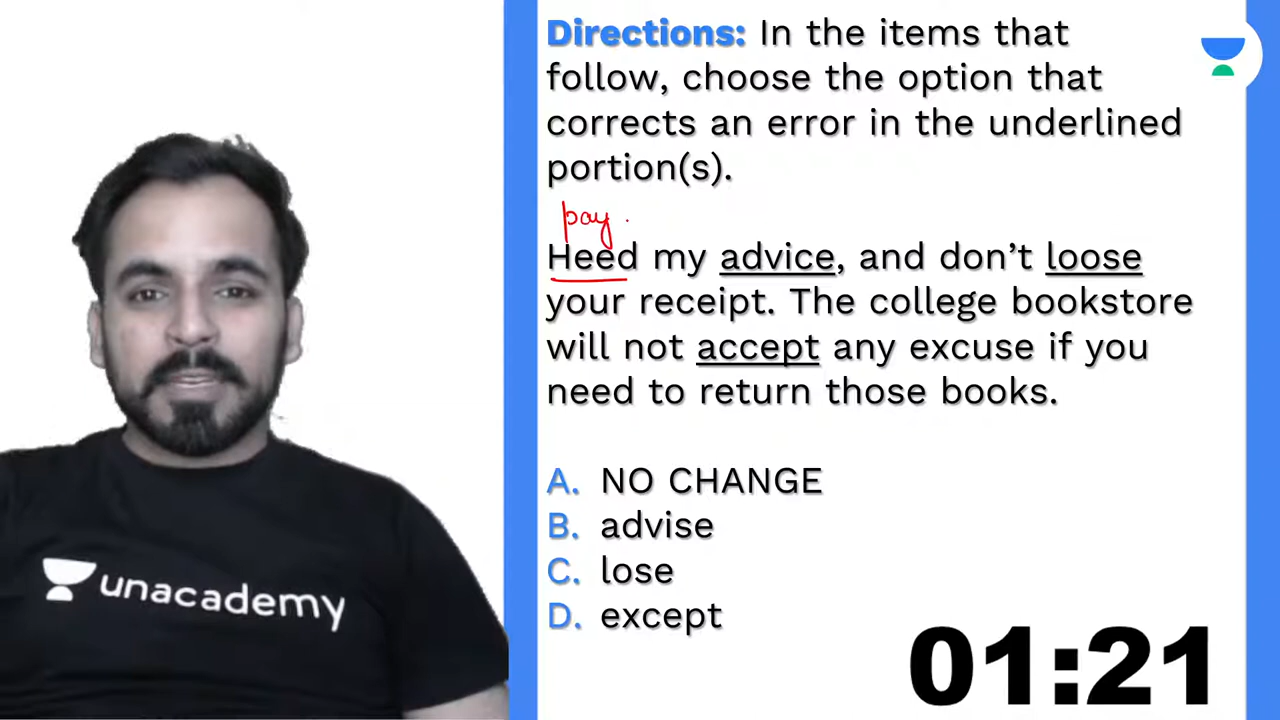 Directions: In the items that
follow, choose the option that
corrects an error in the underlined
portion(s).
pay
Heed my advice, and don’t loose
your receipt. The college bookstore
will not accept any excuse if you
need to return those books.
A. NO CHANGE
B. advise
C. lose
D. except
01:21
unacademy